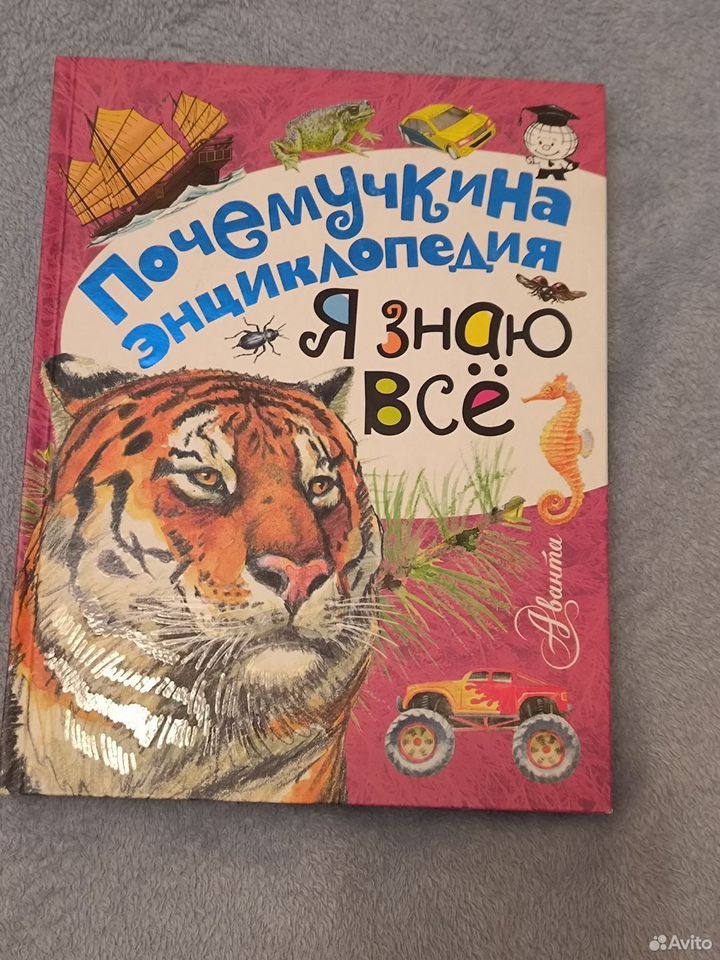 Почемучкина
энциклопедия
Я знаю
всё
Аванта
Avito